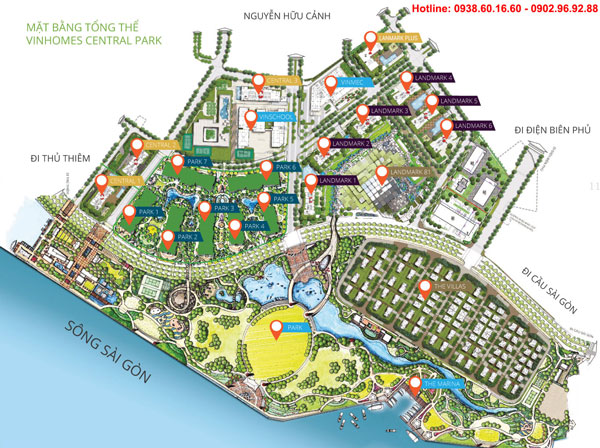 Hotline: 0938.60.16.60 - 0902.96.92.88
NGUYỄN HỮU CẢNH
MẶT BẰNG TỔNG THỂ
VINHOMES CENTRAL PARK
LANMARK PLUS
CENTRAL 3
VINMEC
LANDMARK 4
LANDMARK 5
LANDMARK 3
VINSCHOOL
LANDMARK 6
ĐI ĐIỆN BIÊN PHỦ
CENTRAL 2
LANDMARK 2
ĐI THỦ THIÊM
PARK 7
PARK 6
LANDMARK 81
CENTRAL 1
LANDMARK 1
PARK 5
PARK 1
PARK 3
PARK 4
PARK 2
ĐI CẦU SÀI GÒN
THE VILLAS
SÔNG SÀI GÒN
PARK
THE MARINA